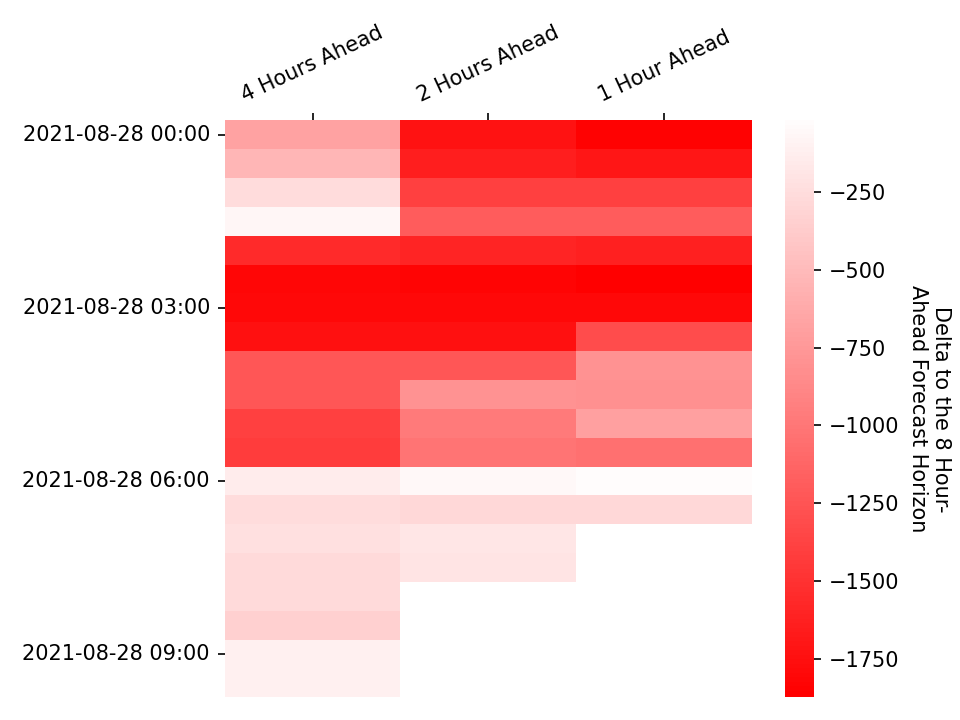 4 Hours Ahead
2 Hours Ahead
1 Hour Ahead
2021-08-28 00:00
2021-08-28 03:00
2021-08-28 06:00
2021-08-28 09:00
−250
−500
−750
−1000
−1250
−1500
−1750
Delta to the 8 Hour-
Ahead Forecast Horizon